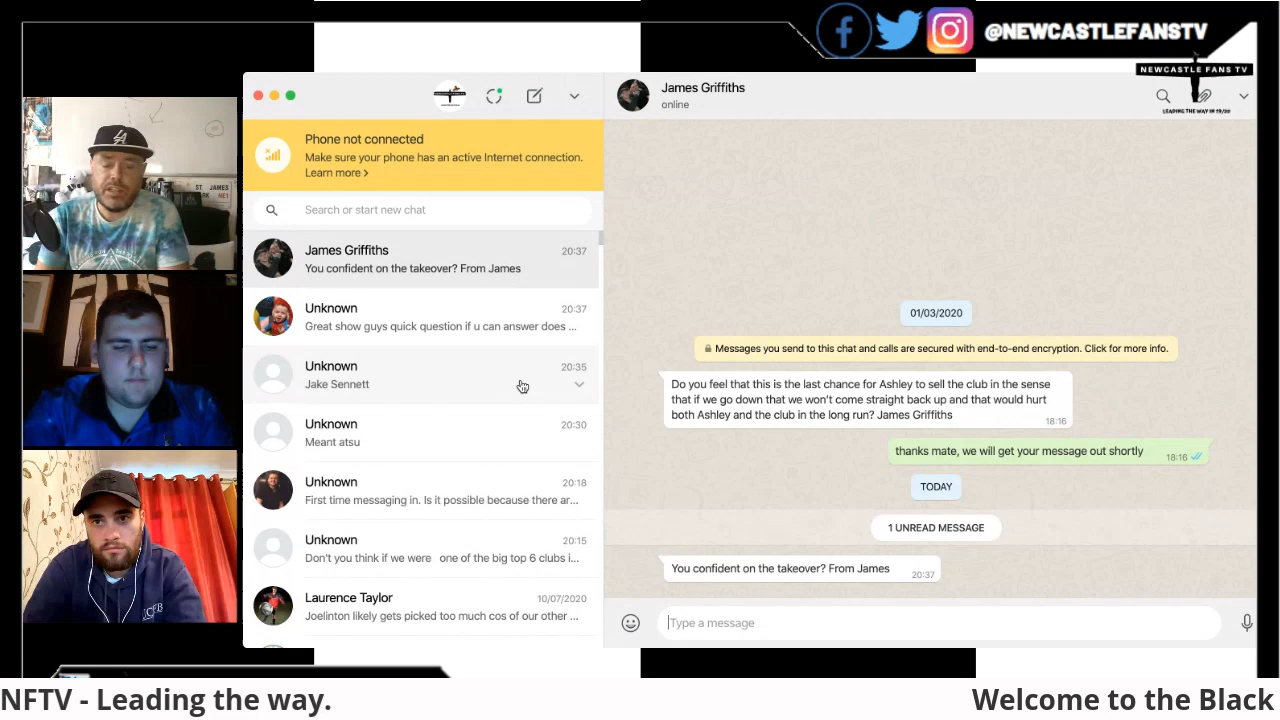 @NEWCASTLEFANSTV
NEWCASTLE FANS TV
LEADING THE WAY IN 19/20
ST. JAMES
PARK NE1
Phone not connected
Make sure your phone has an active Internet connection.
Learn more >
Search or start new chat
James Griffiths 20:37
You confident on the takeover? From James
Unknown 20:37
Great show guys quick question if u can answer does ...
Unknown 20:35
Jake Sennett
Unknown 20:30
Meant atsu
Unknown 20:18
First time messaging in. Is it possible because there ar...
Unknown 20:15
Don't you think if we were one of the big top 6 clubs i...
Laurence Taylor 10/07/2020
Joelinton likely gets picked too much cos of our other ...
James Griffiths
online
01/03/2020
Messages you send to this chat and calls are secured with end-to-end encryption. Click for more info.
Do you feel that this is the last chance for Ashley to sell the club in the sense
that if we go down that we won't come straight back up and that would hurt
both Ashley and the club in the long run? James Griffiths
18:16
thanks mate, we will get your message out shortly 18:16
TODAY
1 UNREAD MESSAGE
You confident on the takeover? From James 20:37
Type a message
NFTV - Leading the way. Welcome to the Black